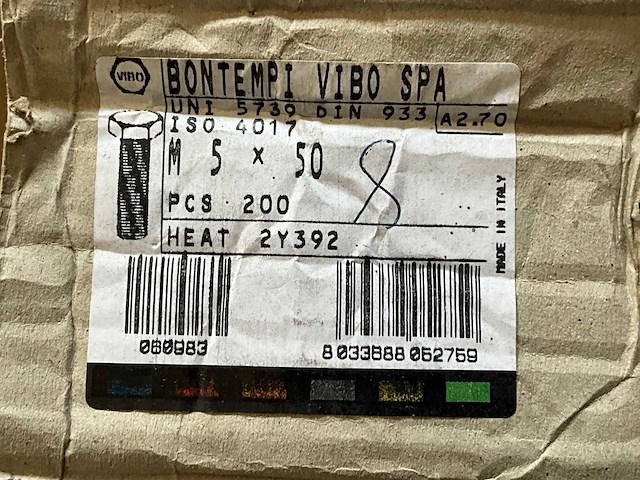 VIBO
BONTEMPI VIBO SPA
UNI 5739 DIN 933 A2.70
ISO 4017
M 5 x 50
8
PCS 200
HEAT 2Y392
MADE IN ITALY
060983
8 033888 052759